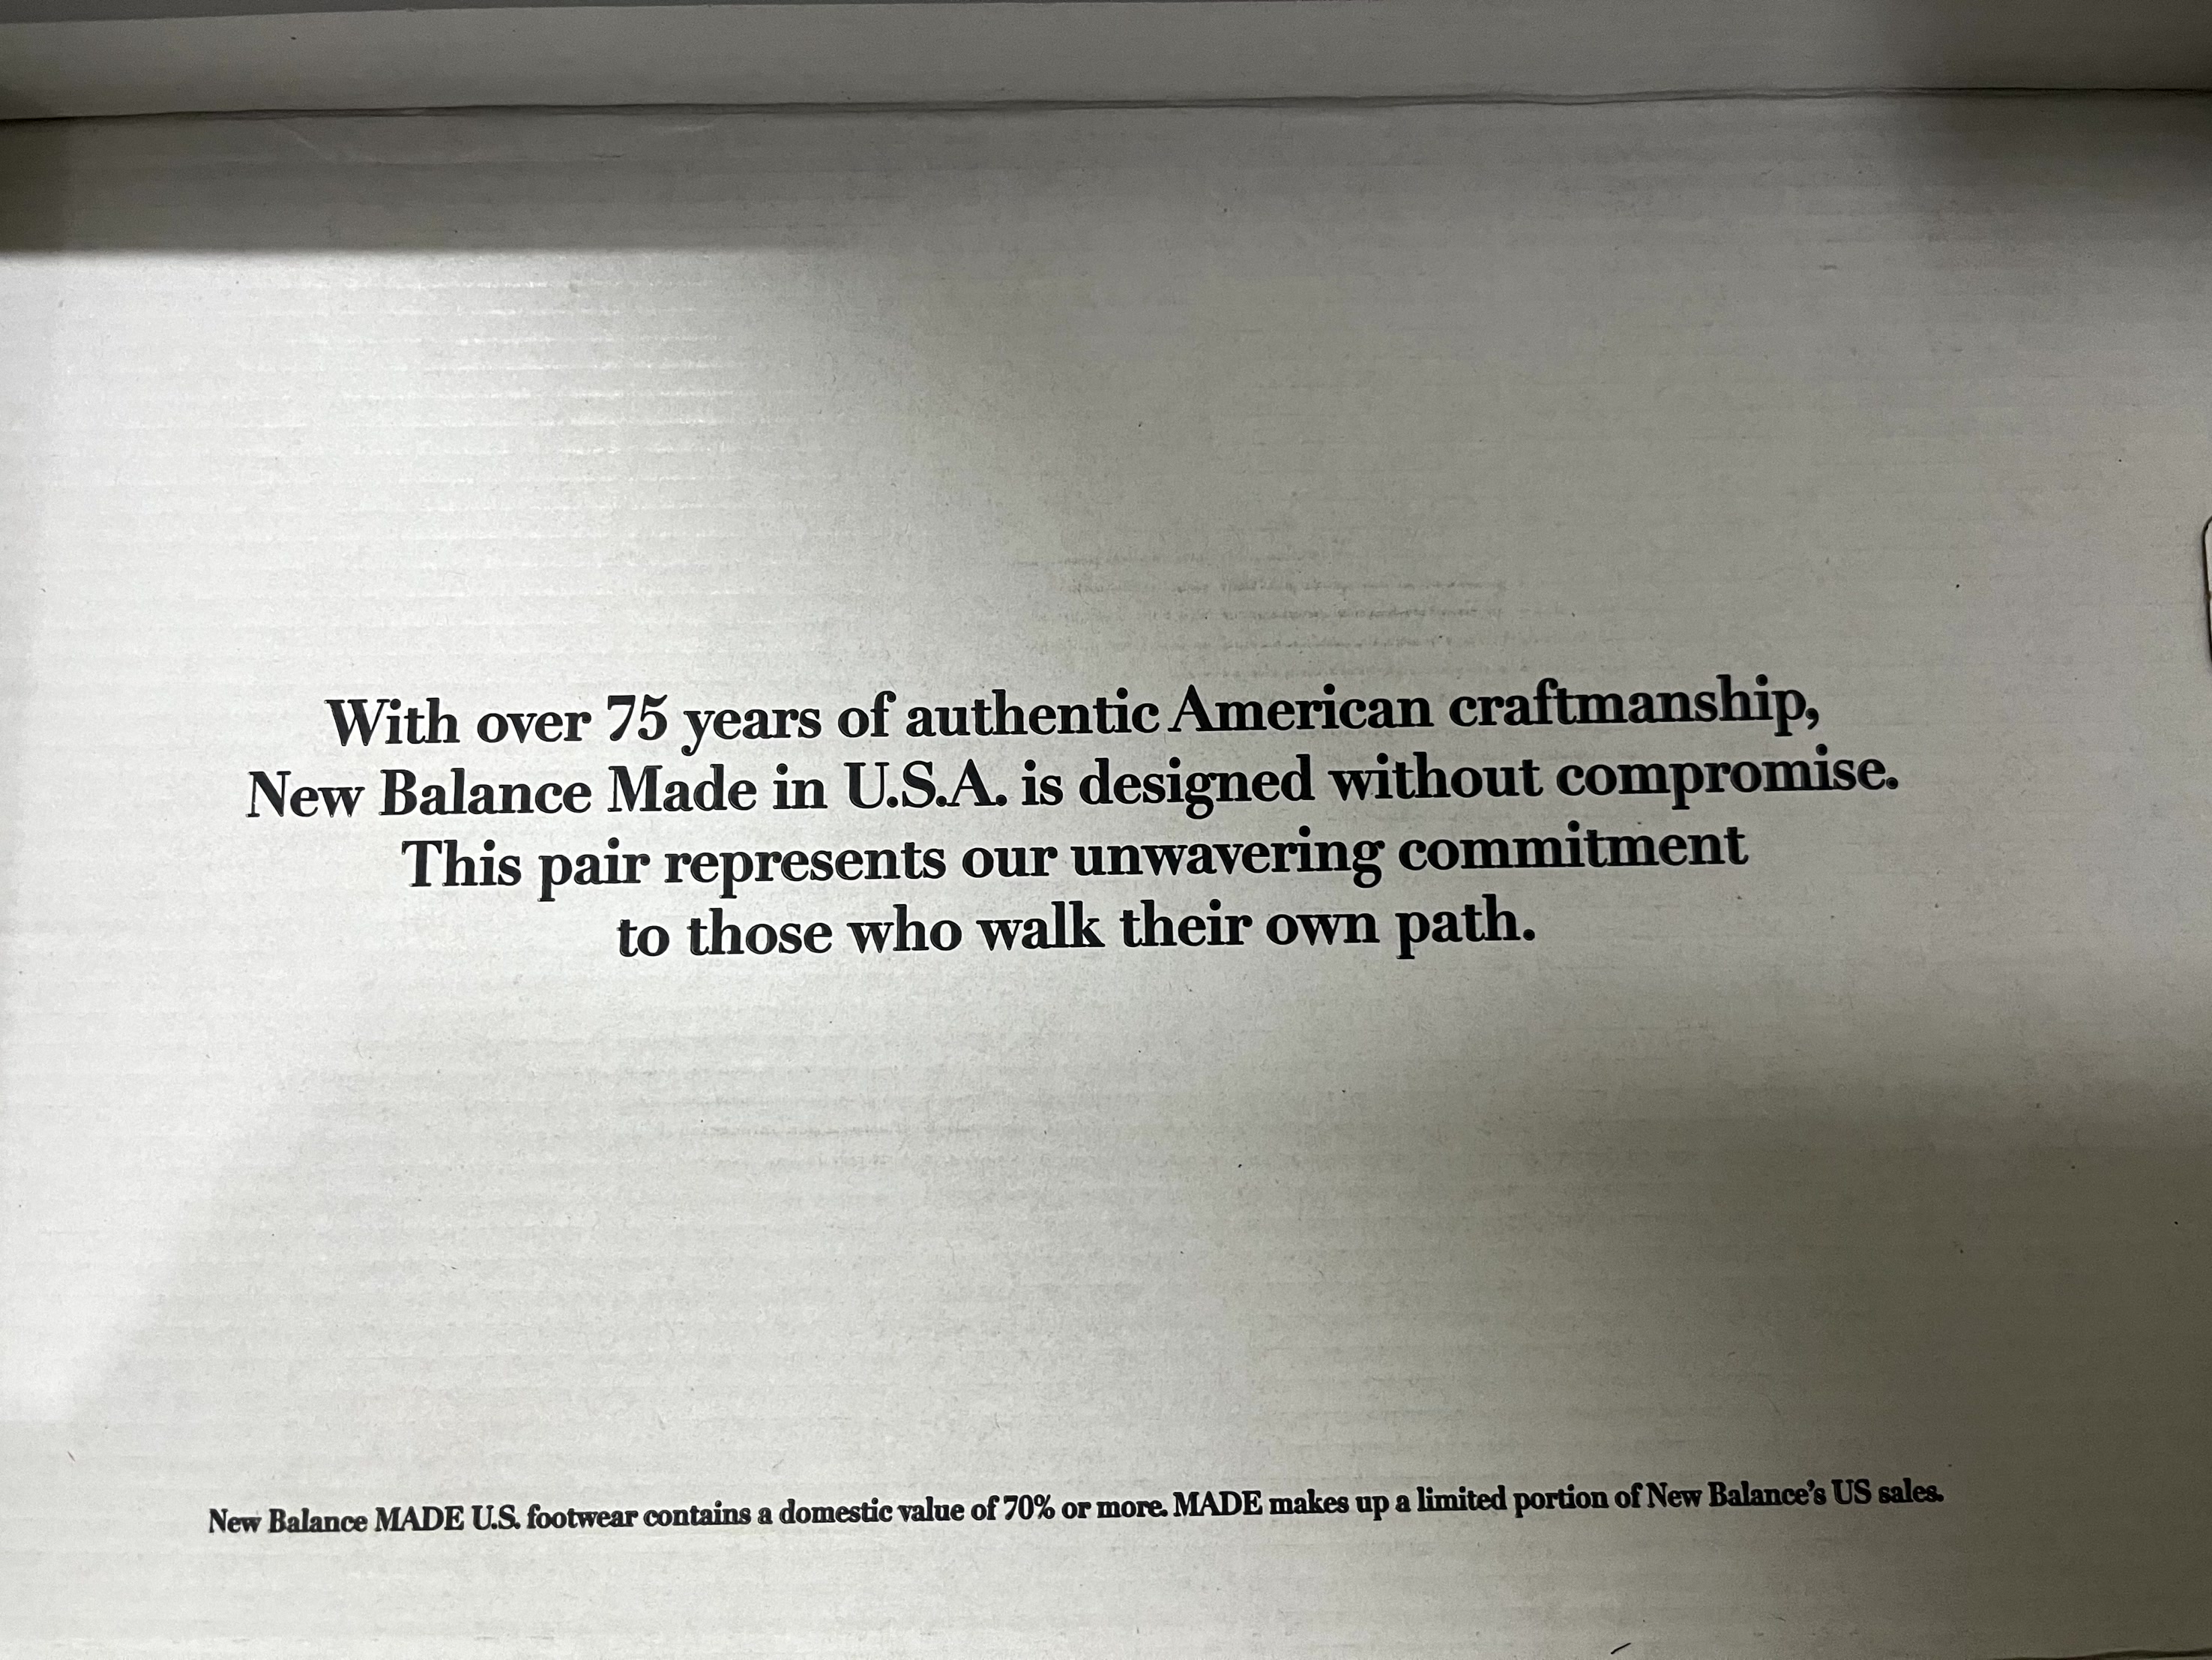 With over 75 years of authentic American craftmanship,
New Balance Made in U.S.A. is designed without compromise.
This pair represents our unwavering commitment
to those who walk their own path.
New Balance MADE U.S. footwear contains a domestic value of 70% or more. MADE makes up a limited portion of New Balance's US sales.